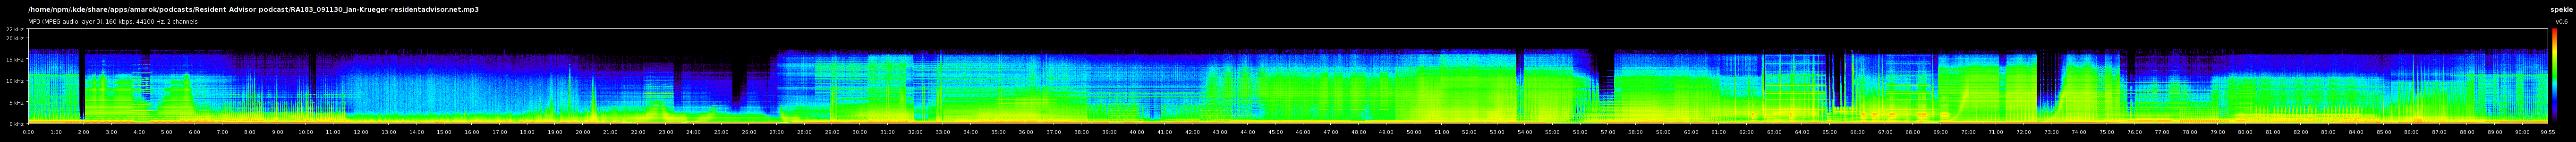 /home/npm/.kde/share/apps/amarok/podcasts/Resident Advisor podcast/RA183_091130_Jan-Krueger-residentadvisor.net.mp3
spekle
MP3 (MPEG audio layer 3), 160 kbps, 44100 Hz, 2 channels
v0.6
22 kHz
20 kHz
15 kHz
10 kHz
5 kHz
0 kHz
0:00 1:00 2:00 3:00 4:00 5:00 6:00 7:00 8:00 9:00 10:00 11:00 12:00 13:00 14:00 15:00 16:00 17:00 18:00 19:00 20:00 21:00 22:00 23:00 24:00 25:00 26:00 27:00 28:00 29:00 30:00 31:00 32:00 33:00 34:00 35:00 36:00 37:00 38:00 39:00 40:00 41:00 42:00 43:00 44:00 45:00 46:00 47:00 48:00 49:00 50:00 51:00 52:00 53:00 54:00 55:00 56:00 57:00 58:00 59:00 60:00 61:00 62:00 63:00 64:00 65:00 66:00 67:00 68:00 69:00 70:00 71:00 72:00 73:00 74:00 75:00 76:00 77:00 78:00 79:00 80:00 81:00 82:00 83:00 84:00 85:00 86:00 87:00 88:00 89:00 90:00 90:55